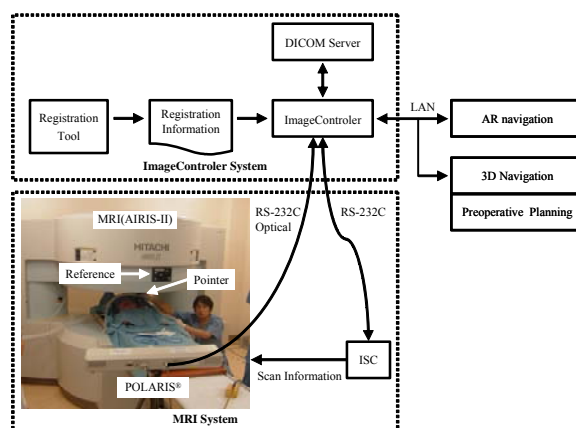 DICOM Server
Registration
Tool
Registration
Information
ImageControler
LAN
AR navigation
ImageControler System
3D Navigation
Preoperative Planning
MRI(AIRIS-II)
HITACHI
RS-232C
Optical
RS-232C
Reference
Pointer
ISC
Scan Information
POLARIS®
MRI System